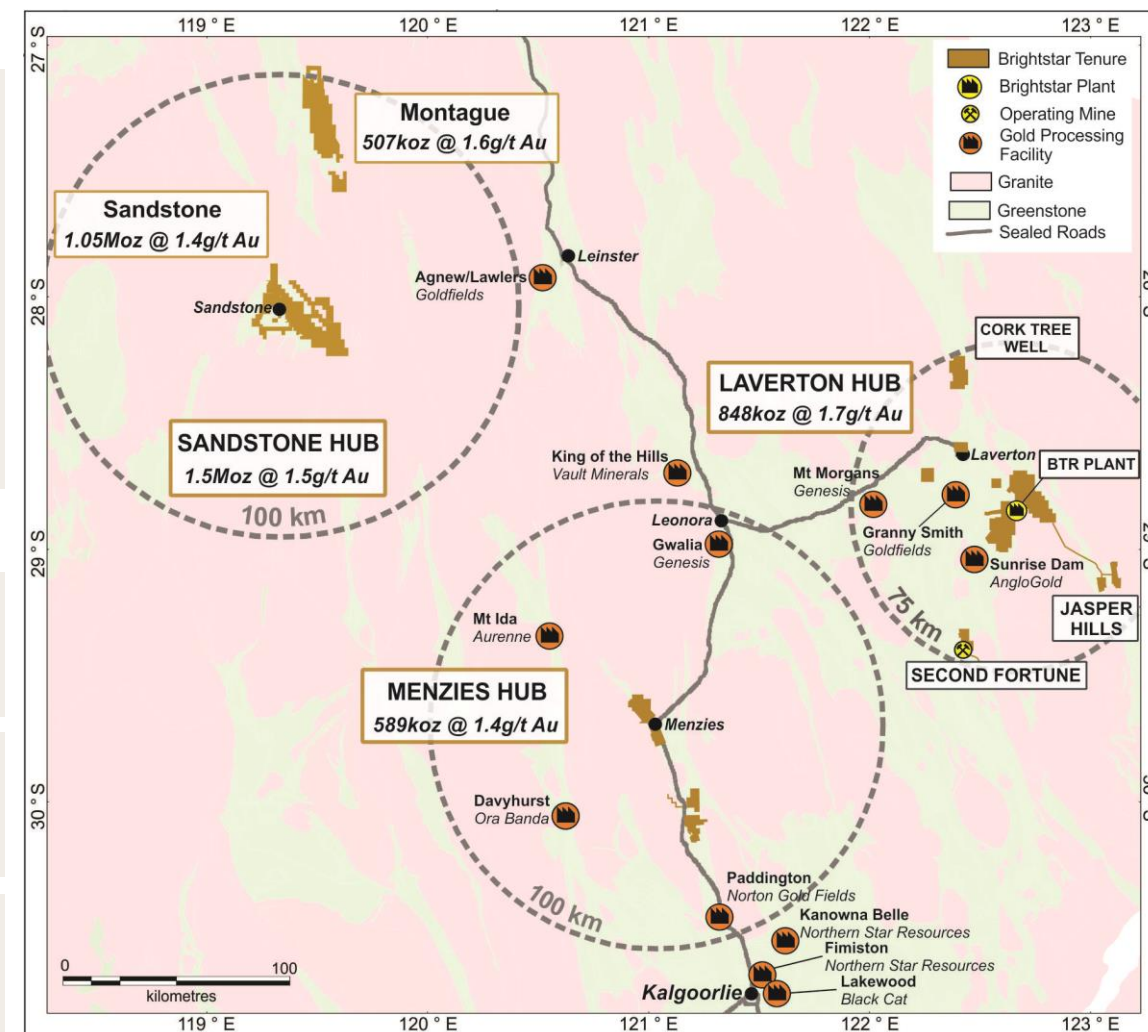 119 ° E
120 ° E
121 ° E
122 ° E
123 ° E
27 ° S
Brightstar Tenure
Brightstar Plant
Operating Mine
Gold Processing
Facility
Granite
Greenstone
Sealed Roads
Montague
507koz @ 1.6g/t Au
Sandstone
1.05Moz @ 1.4g/t Au
Leinster
Agnew/Lawlers
Goldfields
28 ° S
Sandstone
CORK TREE
WELL
LAVERTON HUB
848koz @ 1.7g/t Au
SANDSTONE HUB
1.5Moz @ 1.5g/t Au
100 km
King of the Hills
Vault Minerals
Laverton
Mt Morgans
Genesis
BTR PLANT
Leonora
Granny Smith
Goldfields
29 ° S
Gwalia
Genesis
Sunrise Dam
AngloGold
75 km
JASPER
HILLS
Mt Ida
Aurenne
SECOND FORTUNE
MENZIES HUB
589koz @ 1.4g/t Au
Menzies
30 ° S
Davyhurst
Ora Banda
100 km
Paddington
Norton Gold Fields
Kanowna Belle
Northern Star Resources
Fimiston
Northern Star Resources
Lakewood
Black Cat
Kalgoorlie
0
100
kilometres
119 ° E
120 ° E
121 ° E
122 ° E
123 ° E